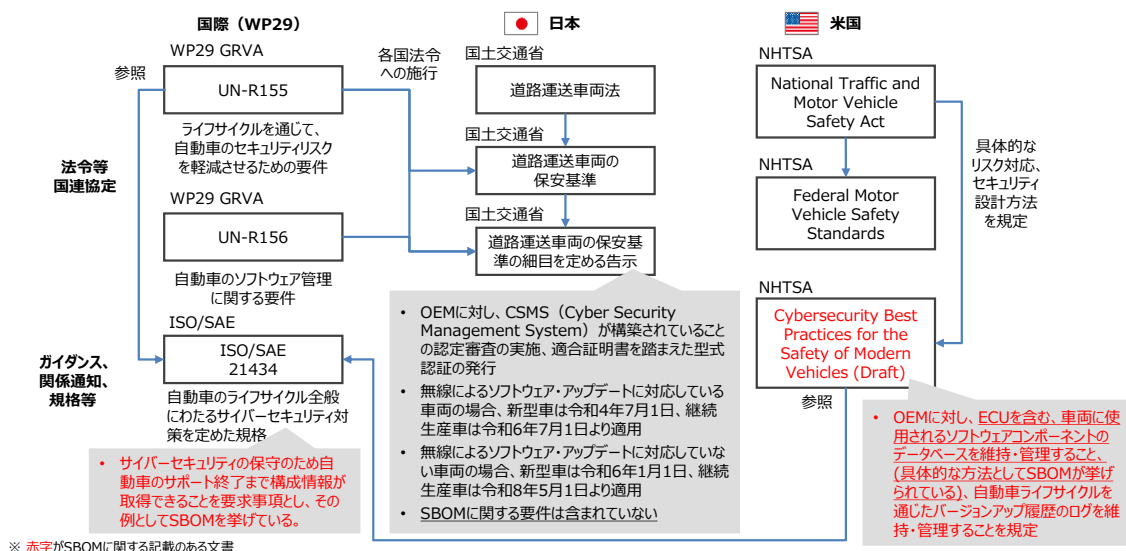 国際（WP29）
日本
米国
WP29 GRVA
参照
UN-R155
各国法令
への施行
ライフサイクルを通じて、
自動車のセキュリティリスク
を軽減させるための要件
法令等
国連協定
WP29 GRVA
UN-R156
自動車のソフトウェア管理
に関する要件
ISO/SAE
ガイダンス、
関係通知、
規格等
ISO/SAE
21434
自動車のライフサイクル全般
にわたるサイバーセキュリティ対
策を定めた規格
• サイバーセキュリティの保守のため自
動車のサポート終了まで構成情報が
取得できることを要求事項とし、その
例としてSBOMを挙げている。
国土交通省
道路運送車両法
国土交通省
道路運送車両の
保安基準
国土交通省
道路運送車両の保安基
準の細目を定める告示
• OEMに対し、CSMS（Cyber Security
Management System）が構築されていること
の認定審査の実施、適合証明書を踏まえた型式
認証の発行
• 無線によるソフトウェア・アップデートに対応している
車両の場合、新型車は令和4年7月1日、継続
生産車は令和6年7月1日より適用
• 無線によるソフトウェア・アップデートに対応していな
い車両の場合、新型車は令和6年1月1日、継続
生産車は令和8年5月1日より適用
• SBOMに関する要件は含まれていない
NHTSA
National Traffic and
Motor Vehicle
Safety Act
NHTSA
Federal Motor
Vehicle Safety
Standards
具体的な
リスク対応、
セキュリティ
設計方法
を規定
NHTSA
Cybersecurity Best
Practices for the
Safety of Modern
Vehicles (Draft)
参照
• OEMに対し、ECUを含む、車両に使
用されるソフトウェアコンポーネントの
データベースを維持・管理すること、
(具体的な方法としてSBOMが挙げ
られている)、自動車ライフサイクルを
通じたバージョンアップ履歴のログを維
持・管理することを規定
※ 赤字がSBOMに関する記載のある文書